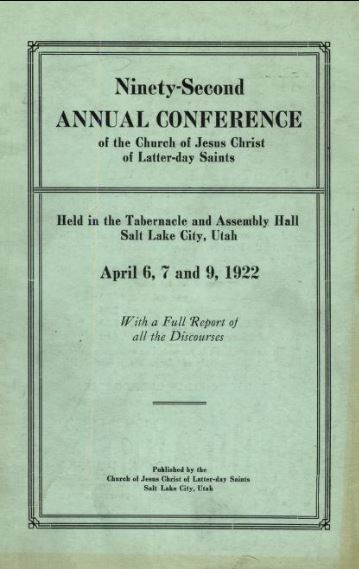 Ninety-Second
ANNUAL CONFERENCE
of the Church of Jesus Christ
of Latter-day Saints
Held in the Tabernacle and Assembly Hall
Salt Lake City, Utah
April 6, 7 and 9, 1922
With a Full Report of
all the Discourses
Published by the
Church of Jesus Christ of Latter-day Saints
Salt Lake City, Utah